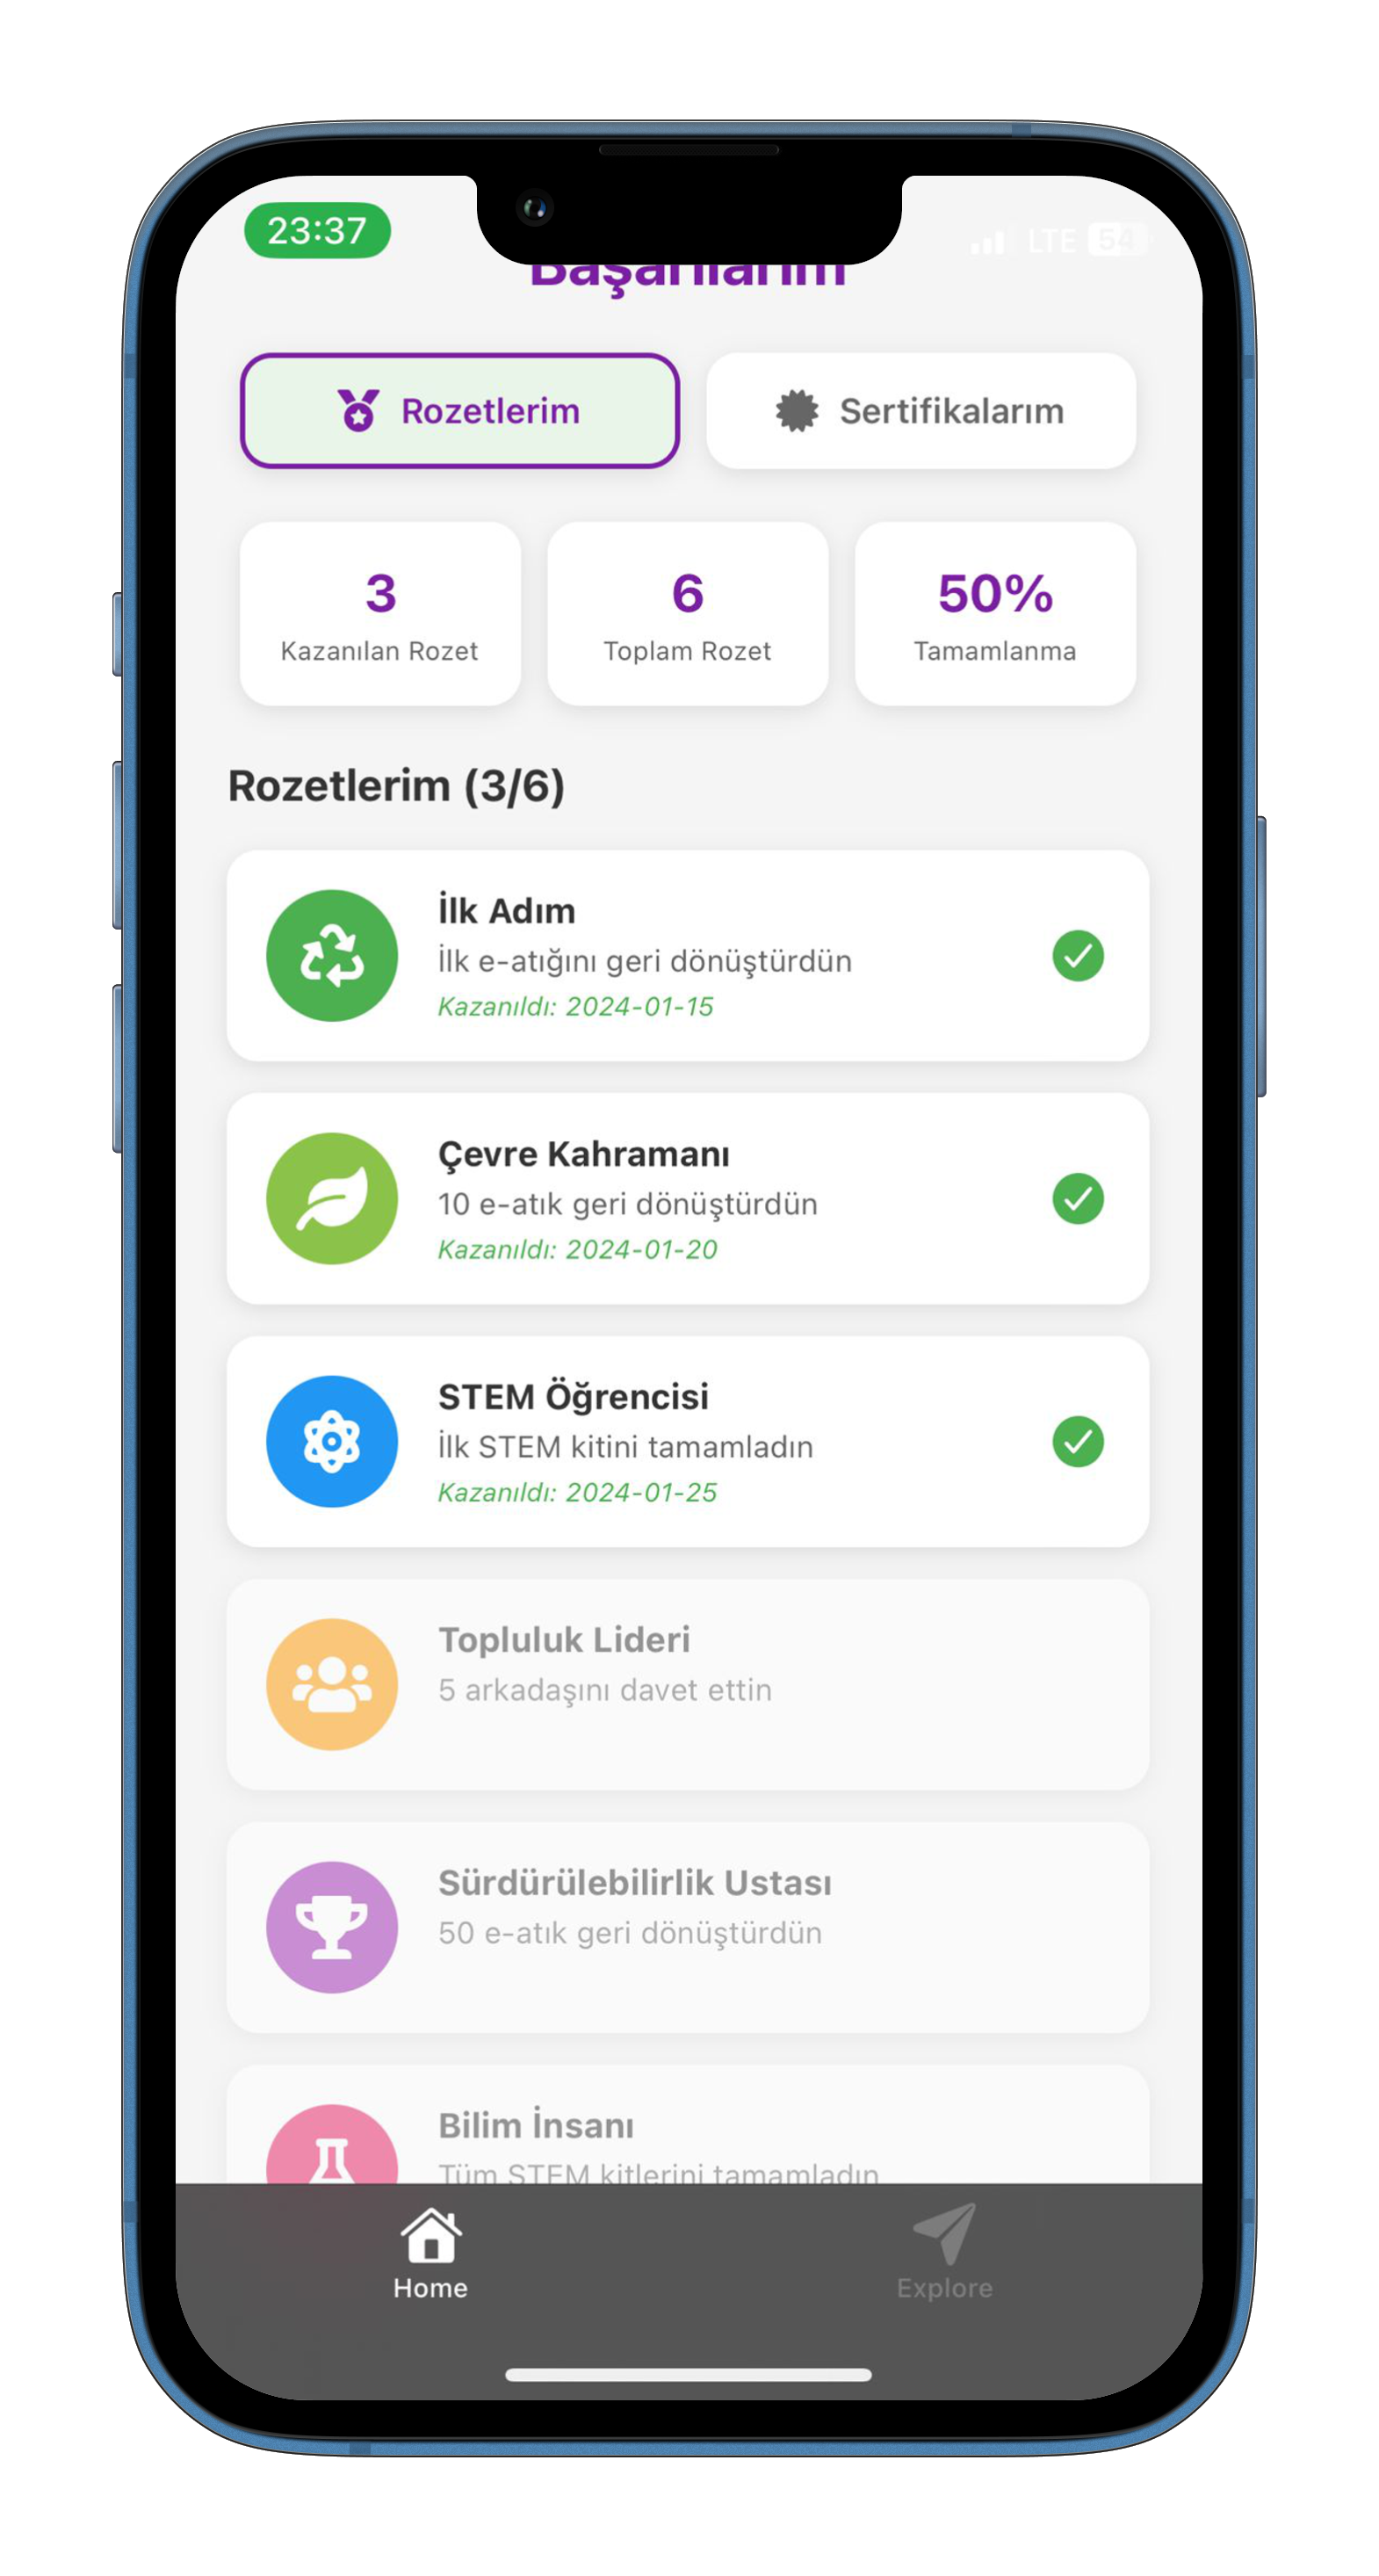 23:37
LTE 54
Başarılarım
Rozetlerim
Sertifikalarım
3
Kazanılan Rozet
6
Toplam Rozet
50%
Tamamlanma
Rozetlerim (3/6)
İlk Adım
İlk e-atığını geri dönüştürdün
Kazanıldı: 2024-01-15
Çevre Kahramanı
10 e-atık geri dönüştürdün
Kazanıldı: 2024-01-20
STEM Öğrencisi
İlk STEM kitini tamamladın
Kazanıldı: 2024-01-25
Topluluk Lideri
5 arkadaşını davet ettin
Sürdürülebilirlik Ustası
50 e-atık geri dönüştürdün
Bilim İnsanı
Tüm STEM kitlerini tamamladın
Home
Explore